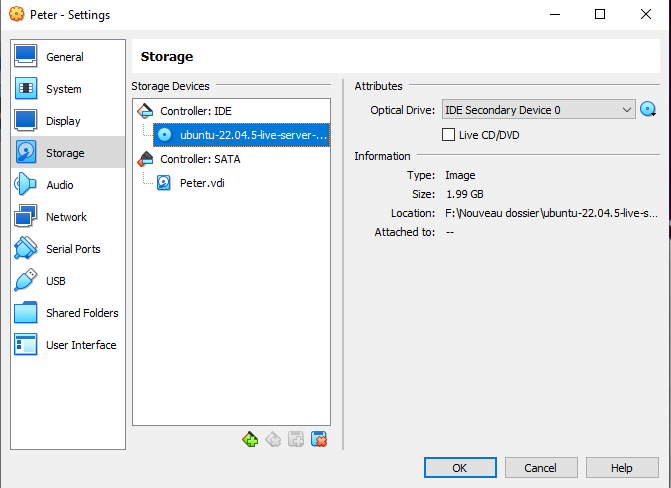 Peter - Settings
General
System
Display
Storage
Audio
Network
Serial Ports
USB
Shared Folders
User Interface
Storage
Storage Devices
Controller: IDE
ubuntu-22.04.5-live-server-...
Controller: SATA
Peter.vdi
Attributes
Optical Drive: IDE Secondary Device 0
Live CD/DVD
Information
Type: Image
Size: 1.99 GB
Location: F:\Nouveau dossier\ubuntu-22.04.5-live-s...
Attached to: --
OK Cancel Help